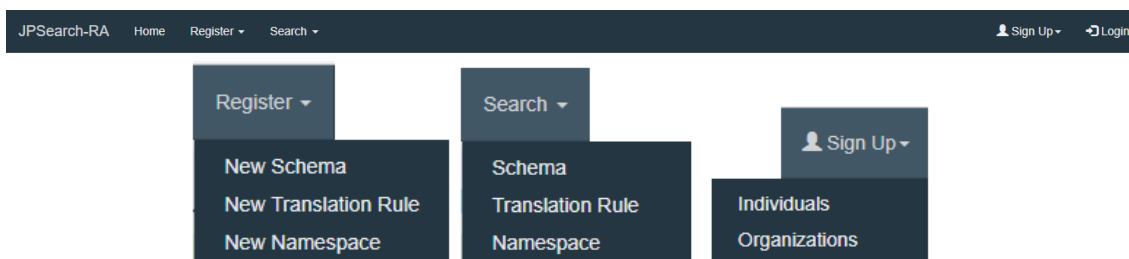 JPSearch-RA Home Register Search Sign Up Login
Register
New Schema
New Translation Rule
New Namespace
Search
Schema
Translation Rule
Namespace
Sign Up
Individuals
Organizations